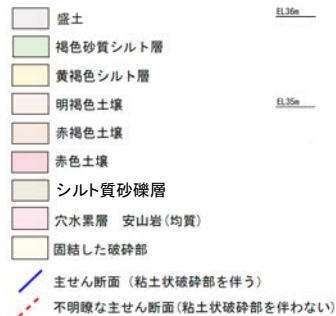 盛土
EL36m
褐色砂質シルト層
黄褐色シルト層
明褐色土壌
EL35m
赤褐色土壌
赤色土壌
シルト質砂礫層
穴水累層 安山岩(均質)
固結した破砕部
主せん断面（粘土状破砕部を伴う）
不明瞭な主せん断面(粘土状破砕部を伴わない)